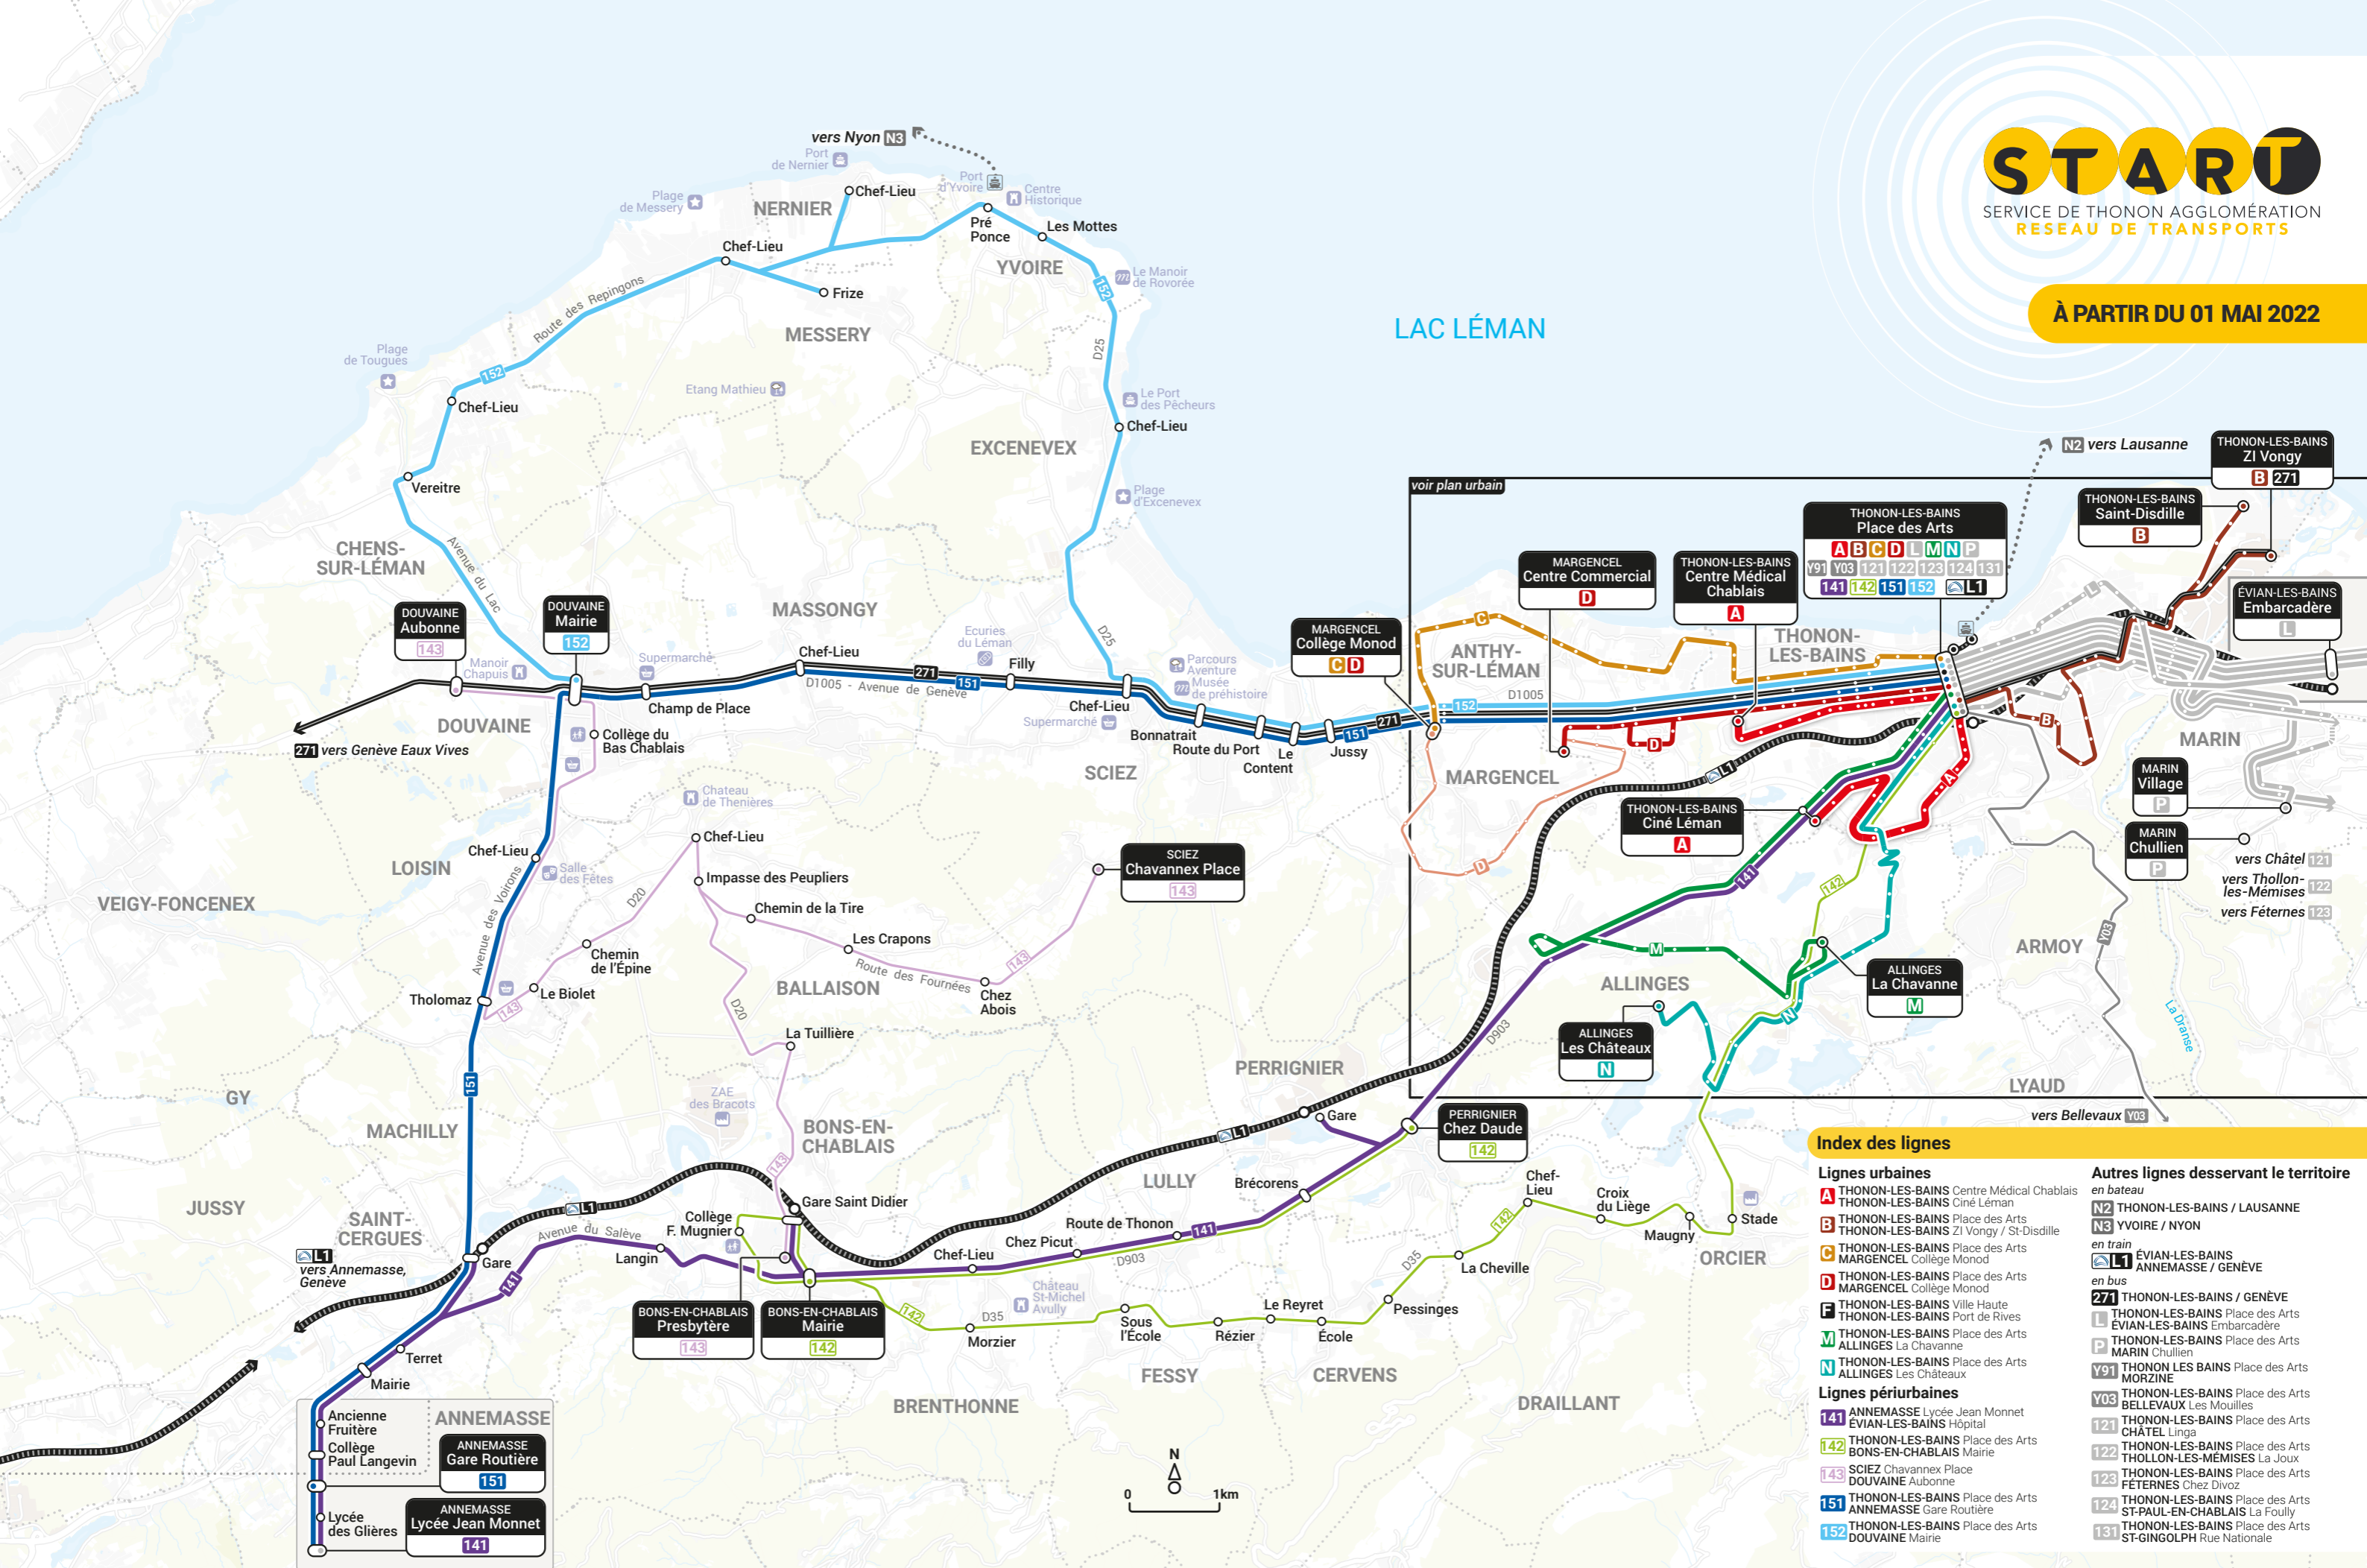 START
SERVICE DE THONON AGGLOMÉRATION
RESEAU DE TRANSPORTS
À PARTIR DU 01 MAI 2022
LAC LÉMAN
vers Nyon N3
Port
de Nernier
Plage
de Messery
NERNIER
Chef-Lieu
Port
d'Yvoire
Centre
Historique
Pré
Ponce
Les Mottes
YVOIRE
Chef-Lieu
Frize
MESSERY
Route des Repingons
152
Le Manoir
de Rovorée
D25
Plage
de Tougues
152
Chef-Lieu
Etang Mathieu
Le Port
des Pêcheurs
Chef-Lieu
EXCENEVEX
Vereitre
Plage
d'Excenevex
CHENS-
SUR-LÉMAN
Avenue du Lac
DOUVAINE
Aubonne
143
DOUVAINE
Mairie
152
MASSONGY
Ecuries
du Léman
D25
Manoir
Chapuis
Supermarché
Chef-Lieu
271
151
D1005 - Avenue de Genève
Filly
Parcours
Aventure
Musée
de préhistoire
Champ de Place
Chef-Lieu
Supermarché
DOUVAINE
271 vers Genève Eaux Vives
Collège du
Bas Chablais
Bonnatrait
Route du Port
Le
Content
Jussy
151
271
SCIEZ
voir plan urbain
MARGENCEL
Collège Monod
C D
MARGENCEL
Centre Commercial
D
THONON-LES-BAINS
Centre Médical
Chablais
A
THONON-LES-BAINS
Place des Arts
A B C D L M N P
Y91 Y03 121 122 123 124 131
141 142 151 152 L1
N2 vers Lausanne
THONON-LES-BAINS
ZI Vongy
B 271
THONON-LES-BAINS
Saint-Disdille
B
ÉVIAN-LES-BAINS
Embarcadère
L
L
C
ANTHY-
SUR-LÉMAN
THONON-
LES-BAINS
152
D1005
D
B
MARIN
MARGENCEL
L1
A
MARIN
Village
P
MARIN
Chullien
P
THONON-LES-BAINS
Ciné Léman
A
D
vers Châtel 121
vers Thollon-
les-Mémises 122
vers Féternes 123
141
142
Y03
ARMOY
M
ALLINGES
ALLINGES
La Chavanne
M
ALLINGES
Les Châteaux
N
N
La Dranse
D903
LYAUD
vers Bellevaux Y03
Chateau
de Thenières
Chef-Lieu
Chef-Lieu
LOISIN
Salle
des Fêtes
Impasse des Peupliers
Chemin de la Tire
SCIEZ
Chavannex Place
143
VEIGY-FONCENEX
Avenue des Voirons
D20
Chemin
de l'Épine
Les Crapons
Route des Fournées
143
Tholomaz
Le Biolet
143
BALLAISON
Chez
Abois
D20
La Tuillière
151
GY
ZAE
des Bracots
MACHILLY
BONS-EN-
CHABLAIS
143
PERRIGNIER
Gare
L1
PERRIGNIER
Chez Daude
142
JUSSY
SAINT-
CERGUES
L1
Avenue du Salève
Collège
F. Mugnier
Gare Saint Didier
LULLY
Brécorens
Route de Thonon
141
Chez Picut
Chef-Lieu
D903
L1
vers Annemasse,
Genève
Gare
Langin
141
Chef-
Lieu
Croix
du Liège
142
Maugny
Stade
ORCIER
La Cheville
D35
Pessinges
BONS-EN-CHABLAIS
Presbytère
143
BONS-EN-CHABLAIS
Mairie
142
142
Château
St-Michel
Avully
D35
Morzier
Sous
l'École
Rézier
Le Reyret
École
Terret
Mairie
FESSY
CERVENS
BRENTHONNE
DRAILLANT
Ancienne
Fruitère
ANNEMASSE
Collège
Paul Langevin
ANNEMASSE
Gare Routière
151
Lycée
des Glières
ANNEMASSE
Lycée Jean Monnet
141
N
0 1km
Index des lignes
Lignes urbaines
A THONON-LES-BAINS Centre Médical Chablais
THONON-LES-BAINS Ciné Léman
B THONON-LES-BAINS Place des Arts
THONON-LES-BAINS ZI Vongy / St-Disdille
C THONON-LES-BAINS Place des Arts
MARGENCEL Collège Monod
D THONON-LES-BAINS Place des Arts
MARGENCEL Collège Monod
F THONON-LES-BAINS Ville Haute
THONON-LES-BAINS Port de Rives
M THONON-LES-BAINS Place des Arts
ALLINGES La Chavanne
N THONON-LES-BAINS Place des Arts
ALLINGES Les Châteaux
Lignes périurbaines
141 ANNEMASSE Lycée Jean Monnet
ÉVIAN-LES-BAINS Hôpital
142 THONON-LES-BAINS Place des Arts
BONS-EN-CHABLAIS Mairie
143 SCIEZ Chavannex Place
DOUVAINE Aubonne
151 THONON-LES-BAINS Place des Arts
ANNEMASSE Gare Routière
152 THONON-LES-BAINS Place des Arts
DOUVAINE Mairie
Autres lignes desservant le territoire
en bateau
N2 THONON-LES-BAINS / LAUSANNE
N3 YVOIRE / NYON
en train
L1 ÉVIAN-LES-BAINS
ANNEMASSE / GENÈVE
en bus
271 THONON-LES-BAINS / GENÈVE
L THONON-LES-BAINS Place des Arts
ÉVIAN-LES-BAINS Embarcadère
P THONON-LES-BAINS Place des Arts
MARIN Chullien
Y91 THONON LES BAINS Place des Arts
MORZINE
Y03 THONON-LES-BAINS Place des Arts
BELLEVAUX Les Mouilles
121 THONON-LES-BAINS Place des Arts
CHÂTEL Linga
122 THONON-LES-BAINS Place des Arts
THOLLON-LES-MÉMISES La Joux
123 THONON-LES-BAINS Place des Arts
FÉTERNES Chez Divoz
124 THONON-LES-BAINS Place des Arts
ST-PAUL-EN-CHABLAIS La Foully
131 THONON-LES-BAINS Place des Arts
ST-GINGOLPH Rue Nationale